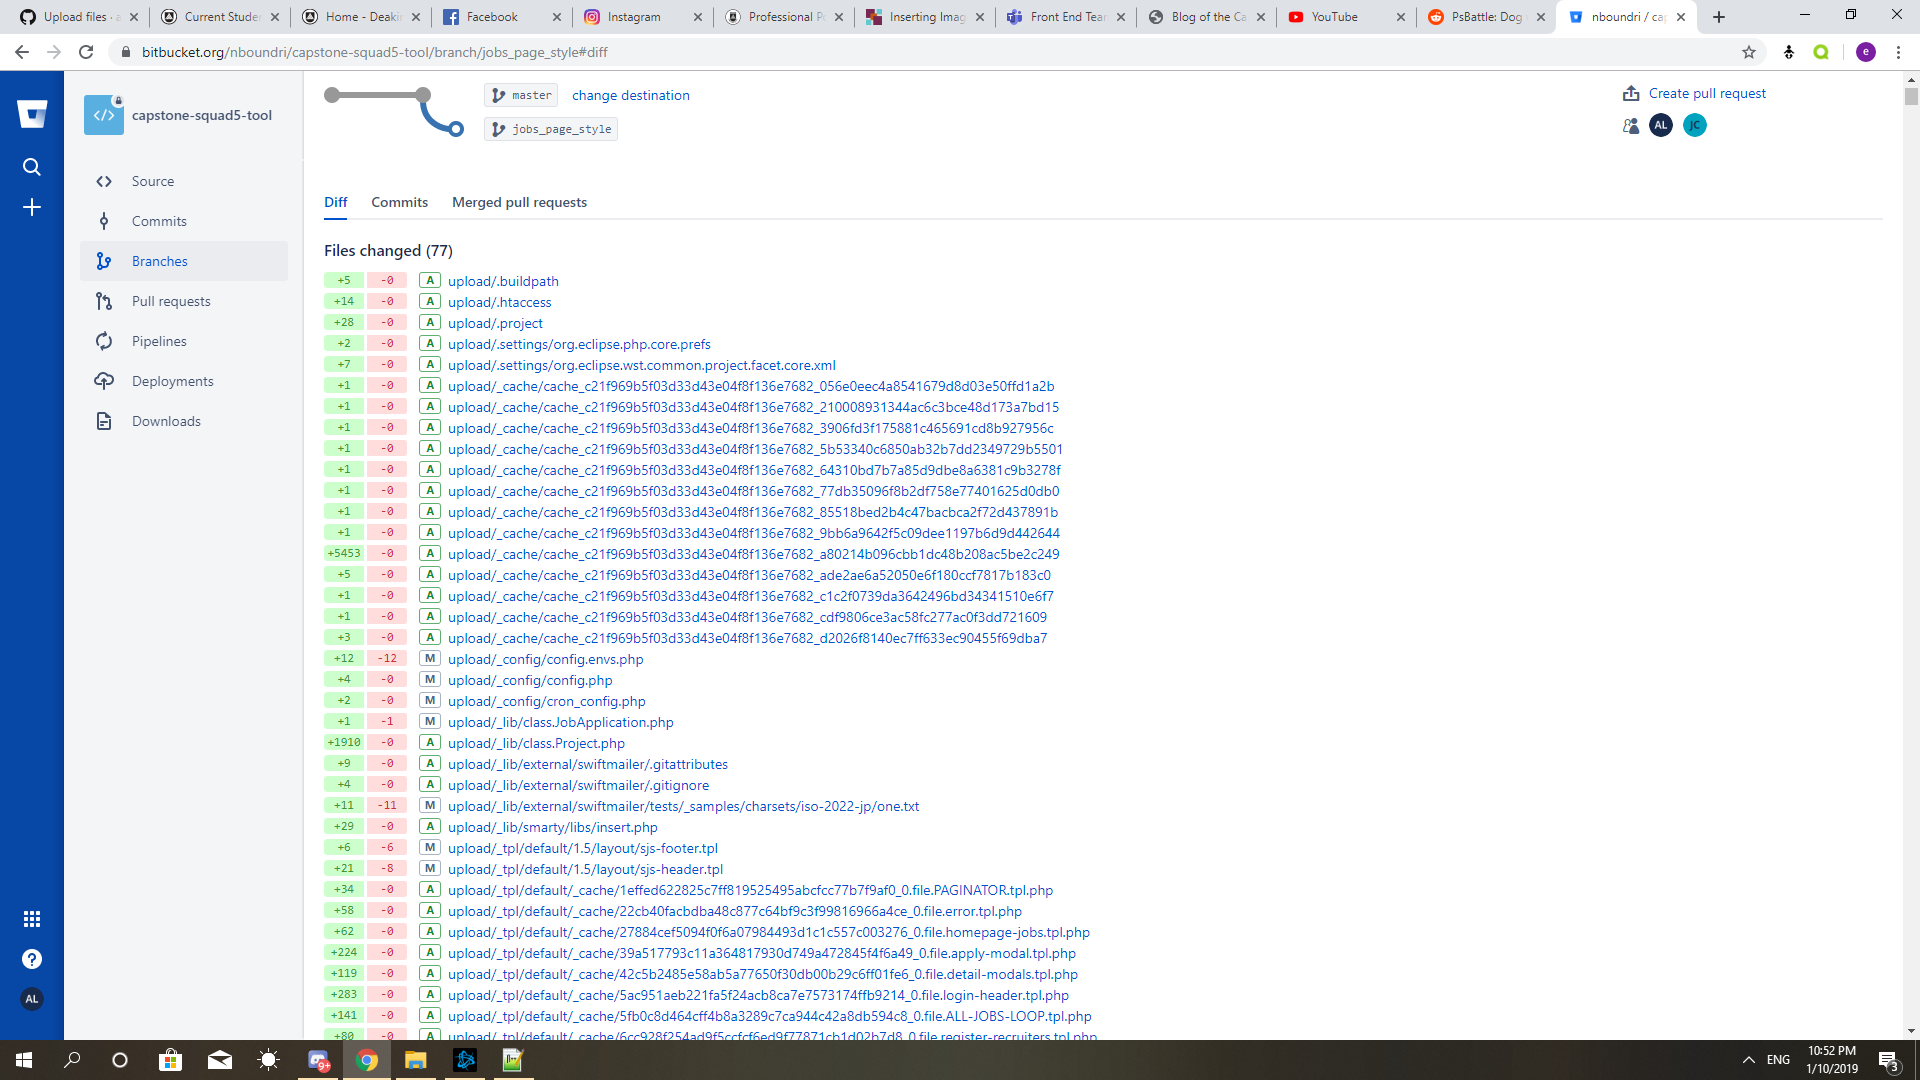 Upload files · a
Current Stude
Home - Deaki
Facebook
Instagram
Professional P
Inserting Imag
Front End Tea
Blog of the Ca
YouTube
PsBattle: Dog
nboundri / ca
bitbucket.org/nboundri/capstone-squad5-tool/branch/jobs_page_style#diff
e
capstone-squad5-tool
Source
Commits
Branches
Pull requests
Pipelines
Deployments
Downloads
AL
master
change destination
jobs_page_style
Create pull request
AL
JC
Diff
Commits
Merged pull requests
Files changed (77)
+5 -0 A upload/.buildpath
+14 -0 A upload/.htaccess
+28 -0 A upload/.project
+2 -0 A upload/.settings/org.eclipse.php.core.prefs
+7 -0 A upload/.settings/org.eclipse.wst.common.project.facet.core.xml
+1 -0 A upload/_cache/cache_c21f969b5f03d33d43e04f8f136e7682_056e0eec4a8541679d8d03e50ffd1a2b
+1 -0 A upload/_cache/cache_c21f969b5f03d33d43e04f8f136e7682_210008931344ac6c3bce48d173a7bd15
+1 -0 A upload/_cache/cache_c21f969b5f03d33d43e04f8f136e7682_3906fd3f175881c465691cd8b927956c
+1 -0 A upload/_cache/cache_c21f969b5f03d33d43e04f8f136e7682_5b53340c6850ab32b7dd2349729b5501
+1 -0 A upload/_cache/cache_c21f969b5f03d33d43e04f8f136e7682_64310bd7b7a85d9dbe8a6381c9b3278f
+1 -0 A upload/_cache/cache_c21f969b5f03d33d43e04f8f136e7682_77db35096f8b2df758e77401625d0db0
+1 -0 A upload/_cache/cache_c21f969b5f03d33d43e04f8f136e7682_85518bed2b4c47bacbca2f72d437891b
+1 -0 A upload/_cache/cache_c21f969b5f03d33d43e04f8f136e7682_9bb6a9642f5c09dee1197b6d9d442644
+5453 -0 A upload/_cache/cache_c21f969b5f03d33d43e04f8f136e7682_a80214b096cbb1dc48b208ac5be2c249
+5 -0 A upload/_cache/cache_c21f969b5f03d33d43e04f8f136e7682_ade2ae6a52050e6f180ccf7817b183c0
+1 -0 A upload/_cache/cache_c21f969b5f03d33d43e04f8f136e7682_c1c2f0739da3642496bd34341510e6f7
+1 -0 A upload/_cache/cache_c21f969b5f03d33d43e04f8f136e7682_cdf9806ce3ac58fc277ac0f3dd721609
+3 -0 A upload/_cache/cache_c21f969b5f03d33d43e04f8f136e7682_d2026f8140ec7ff633ec90455f69dba7
+12 -12 M upload/_config/config.envs.php
+4 -0 M upload/_config/config.php
+2 -0 M upload/_config/cron_config.php
+1 -1 M upload/_lib/class.JobApplication.php
+1910 -0 A upload/_lib/class.Project.php
+9 -0 A upload/_lib/external/swiftmailer/.gitattributes
+4 -0 A upload/_lib/external/swiftmailer/.gitignore
+11 -11 M upload/_lib/external/swiftmailer/tests/_samples/charsets/iso-2022-jp/one.txt
+29 -0 A upload/_lib/smarty/libs/insert.php
+6 -6 M upload/_tpl/default/1.5/layout/sjs-footer.tpl
+21 -8 M upload/_tpl/default/1.5/layout/sjs-header.tpl
+34 -0 A upload/_tpl/default/_cache/1effed622825c7ff819525495abcfcc77b7f9af0_0.file.PAGINATOR.tpl.php
+58 -0 A upload/_tpl/default/_cache/22cb40facbdba48c877c64bf9c3f99816966a4ce_0.file.error.tpl.php
+62 -0 A upload/_tpl/default/_cache/27884cef5094f0f6a07984493d1c1c557c003276_0.file.homepage-jobs.tpl.php
+224 -0 A upload/_tpl/default/_cache/39a517793c11a364817930d749a472845f4f6a49_0.file.apply-modal.tpl.php
+119 -0 A upload/_tpl/default/_cache/42c5b2485e58ab5a77650f30db00b29c6ff01fe6_0.file.detail-modals.tpl.php
+283 -0 A upload/_tpl/default/_cache/5ac951aeb221fa5f24acb8ca7e7573174ffb9214_0.file.login-header.tpl.php
+141 -0 A upload/_tpl/default/_cache/5fb0c8d464cff4b8a3289c7ca944c42a8db594c8_0.file.ALL-JOBS-LOOP.tpl.php
+80 -0 A upload/_tpl/default/_cache/6cc928f254ad9f5ccfcf6ed9f77871cb1d02b7d8_0.file.register-recruiters.tpl.php
9+
ENG
10:52 PM
1/10/2019
3